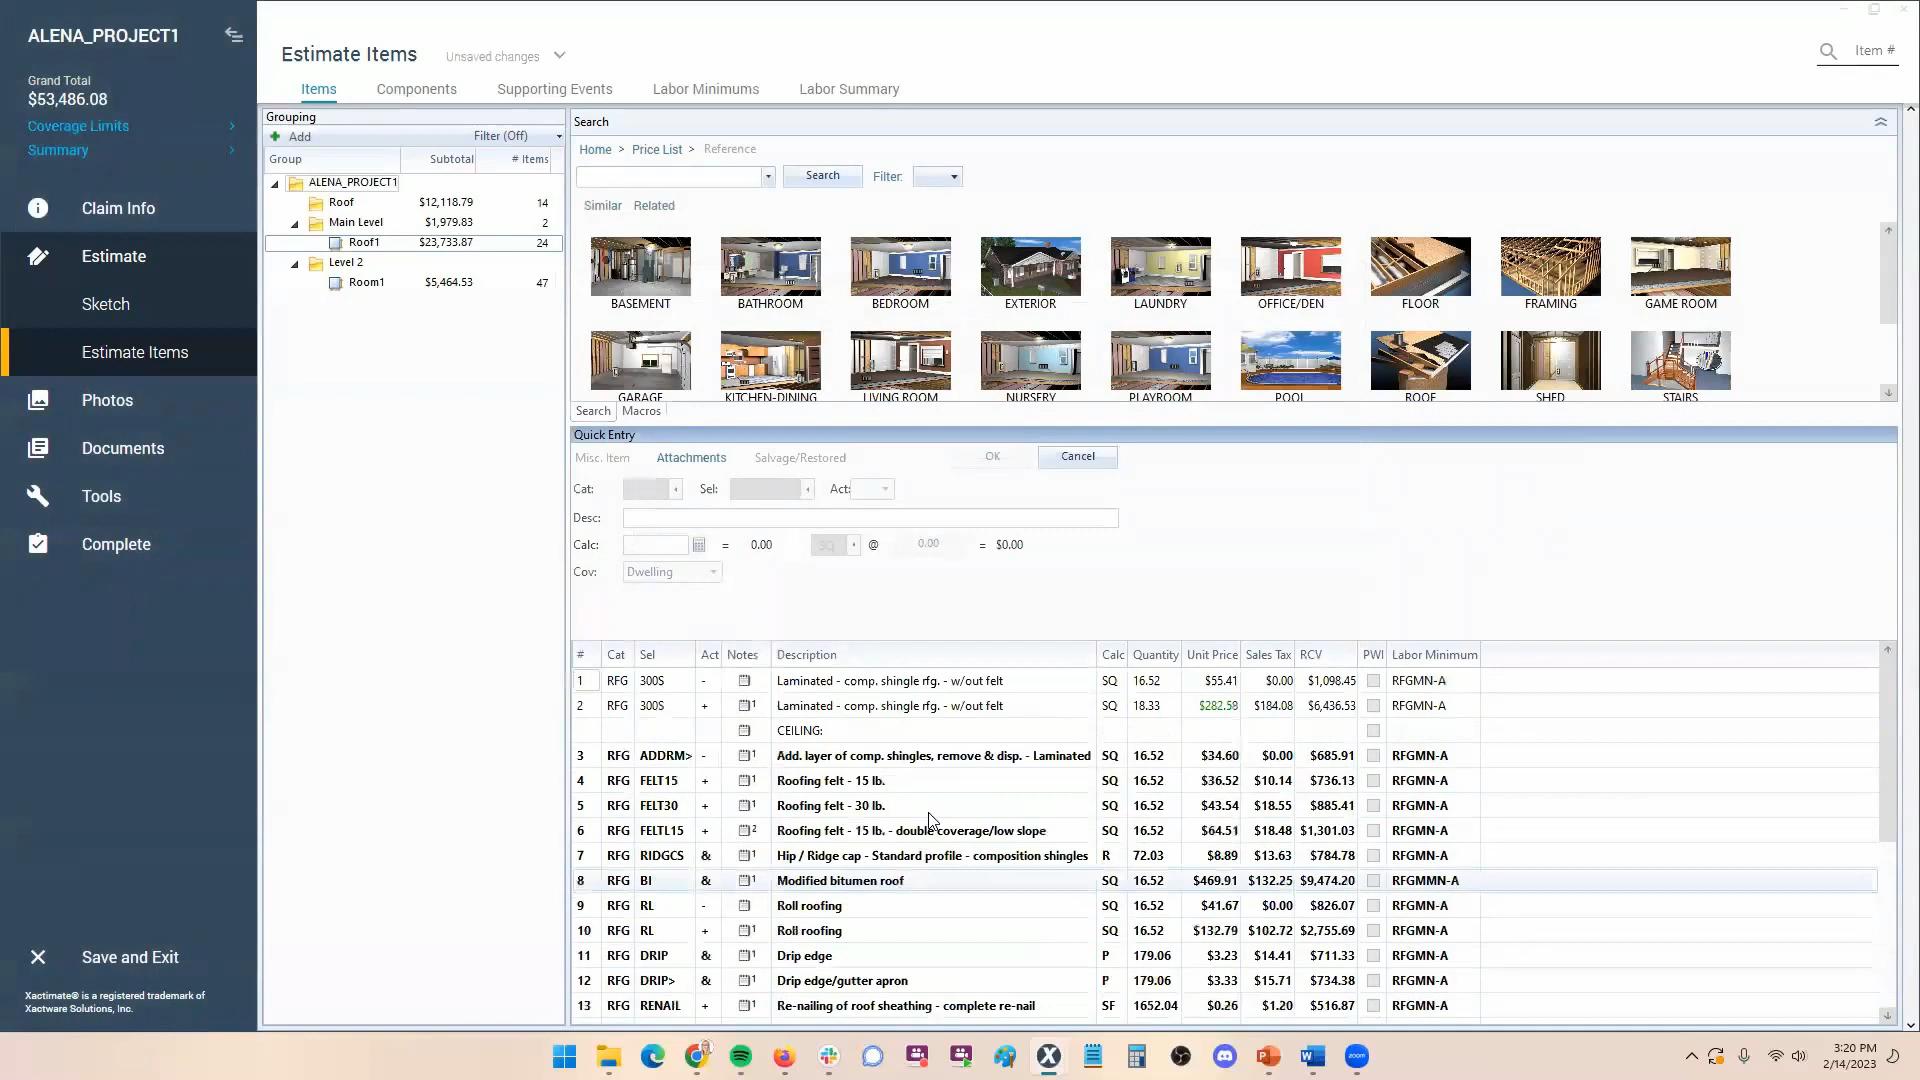 ALENA_PROJECT1
Grand Total
$53,486.08
Coverage Limits
Summary
Claim Info
Estimate
Sketch
Estimate Items
Photos
Documents
Tools
Complete
Save and Exit
Xactimate® is a registered trademark of
Xactware Solutions, Inc.
Estimate Items Unsaved changes
Item #
Items Components Supporting Events Labor Minimums Labor Summary
Grouping
Add Filter (Off)
Group Subtotal # Items
ALENA_PROJECT1
Roof $12,118.79 14
Main Level $1,979.83 2
Roof1 $23,733.87 24
Level 2
Room1 $5,464.53 47
Search
Home > Price List > Reference
Search Filter:
Similar Related
BASEMENT BATHROOM BEDROOM EXTERIOR LAUNDRY OFFICE/DEN FLOOR FRAMING GAME ROOM
GARAGE KITCHEN-DINING LIVING ROOM NURSERY PLAYROOM POOL ROOF SHED STAIRS
Search Macros
Quick Entry
Misc. Item Attachments Salvage/Restored OK Cancel
Cat: Sel: Act:
Desc:
Calc: = 0.00 SQ @ 0.00 = $0.00
Cov: Dwelling
# Cat Sel Act Notes Description Calc Quantity Unit Price Sales Tax RCV PWI Labor Minimum
1 RFG 300S - Laminated - comp. shingle rfg. - w/out felt SQ 16.52 $55.41 $0.00 $1,098.45 RFGMN-A
2 RFG 300S + 1 Laminated - comp. shingle rfg. - w/out felt SQ 18.33 $282.58 $184.08 $6,436.53 RFGMN-A
CEILING:
3 RFG ADDRM> - 1 Add. layer of comp. shingles, remove & disp. - Laminated SQ 16.52 $34.60 $0.00 $685.91 RFGMN-A
4 RFG FELT15 + 1 Roofing felt - 15 lb. SQ 16.52 $36.52 $10.14 $736.13 RFGMN-A
5 RFG FELT30 + 1 Roofing felt - 30 lb. SQ 16.52 $43.54 $18.55 $885.41 RFGMN-A
6 RFG FELTL15 + 2 Roofing felt - 15 lb. - double coverage/low slope SQ 16.52 $64.51 $18.48 $1,301.03 RFGMN-A
7 RFG RIDGCS & 1 Hip / Ridge cap - Standard profile - composition shingles R 72.03 $8.89 $13.63 $784.78 RFGMN-A
8 RFG BI & 1 Modified bitumen roof SQ 16.52 $469.91 $132.25 $9,474.20 RFGMMN-A
9 RFG RL - Roll roofing SQ 16.52 $41.67 $0.00 $826.07 RFGMN-A
10 RFG RL + 1 Roll roofing SQ 16.52 $132.79 $102.72 $2,755.69 RFGMN-A
11 RFG DRIP & 1 Drip edge P 179.06 $3.23 $14.41 $711.33 RFGMN-A
12 RFG DRIP> & 1 Drip edge/gutter apron P 179.06 $3.33 $15.71 $734.38 RFGMN-A
13 RFG RENAIL + 1 Re-nailing of roof sheathing - complete re-nail SF 1652.04 $0.26 $1.20 $516.87 RFGMN-A
zoom
3:20 PM
2/14/2023